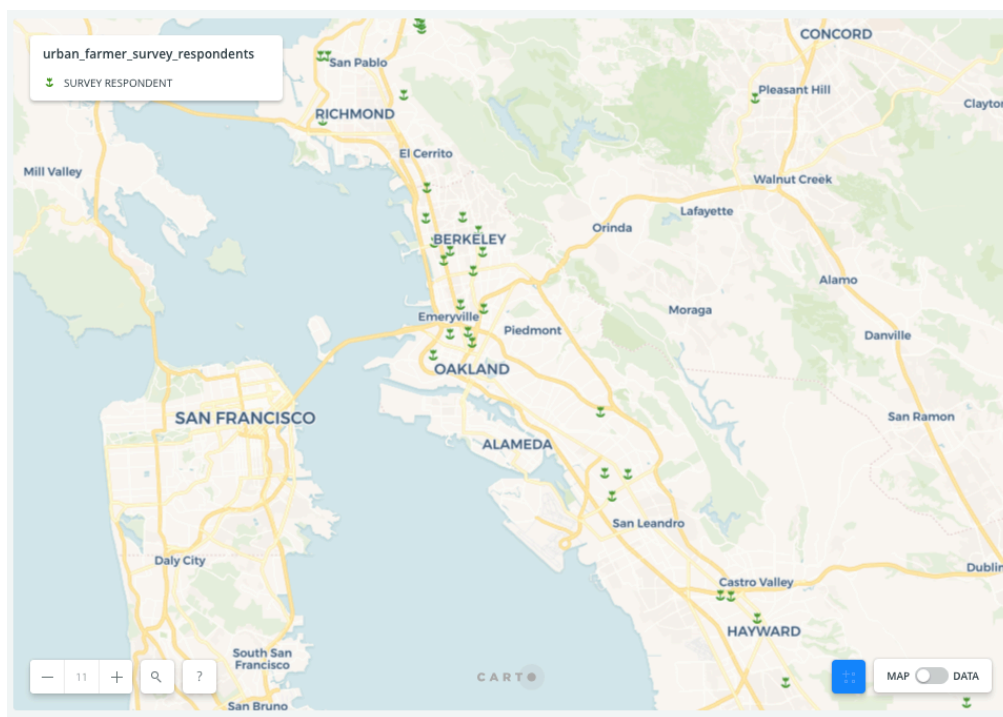 urban_farmer_survey_respondents
SURVEY RESPONDENT
CONCORD
San Pablo
Pleasant Hill
Clayto
RICHMOND
El Cerrito
Mill Valley
Walnut Creek
Lafayette
Orinda
BERKELEY
Alamo
Moraga
Emeryville
Piedmont
Danville
OAKLAND
SAN FRANCISCO
San Ramon
ALAMEDA
San Leandro
Daly City
Dublin
Castro Valley
HAYWARD
South San
Francisco
11
?
CARTO
MAP
DATA
San Bruno